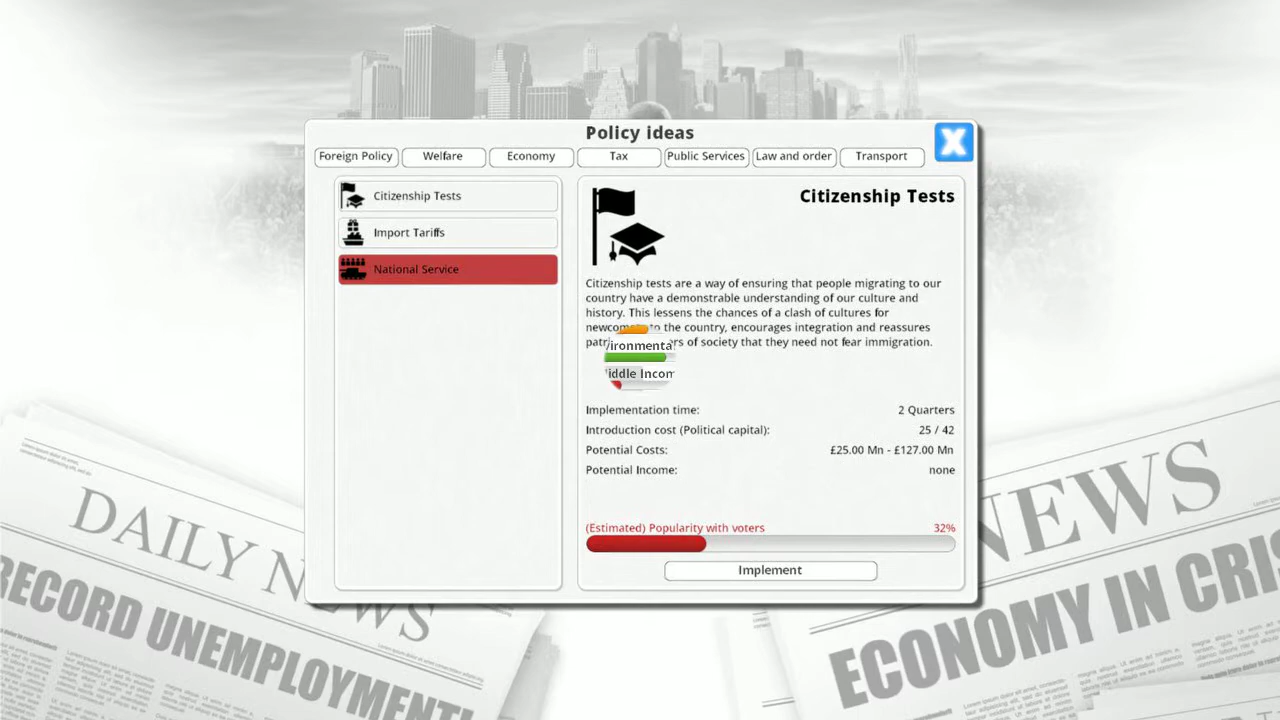 Policy ideas
Foreign Policy
Welfare
Economy
Tax
Public Services
Law and order
Transport
X
Citizenship Tests
Import Tariffs
National Service
Citizenship Tests
Citizenship tests are a way of ensuring that people migrating to our
country have a demonstrable understanding of our culture and
history. This lessens the chances of a clash of cultures for
to the country, encourages integration and reassures
of society that they need not fear immigration.
Implementation time: 2 Quarters
Introduction cost (Political capital): 25 / 42
Potential Costs: £25.00 Mn - £127.00 Mn
Potential Income: none
(Estimated) Popularity with voters 32%
Implement
DAILY NEWS
RECORD UNEMPLOYMENT!
NEWS
ECONOMY IN CRIS